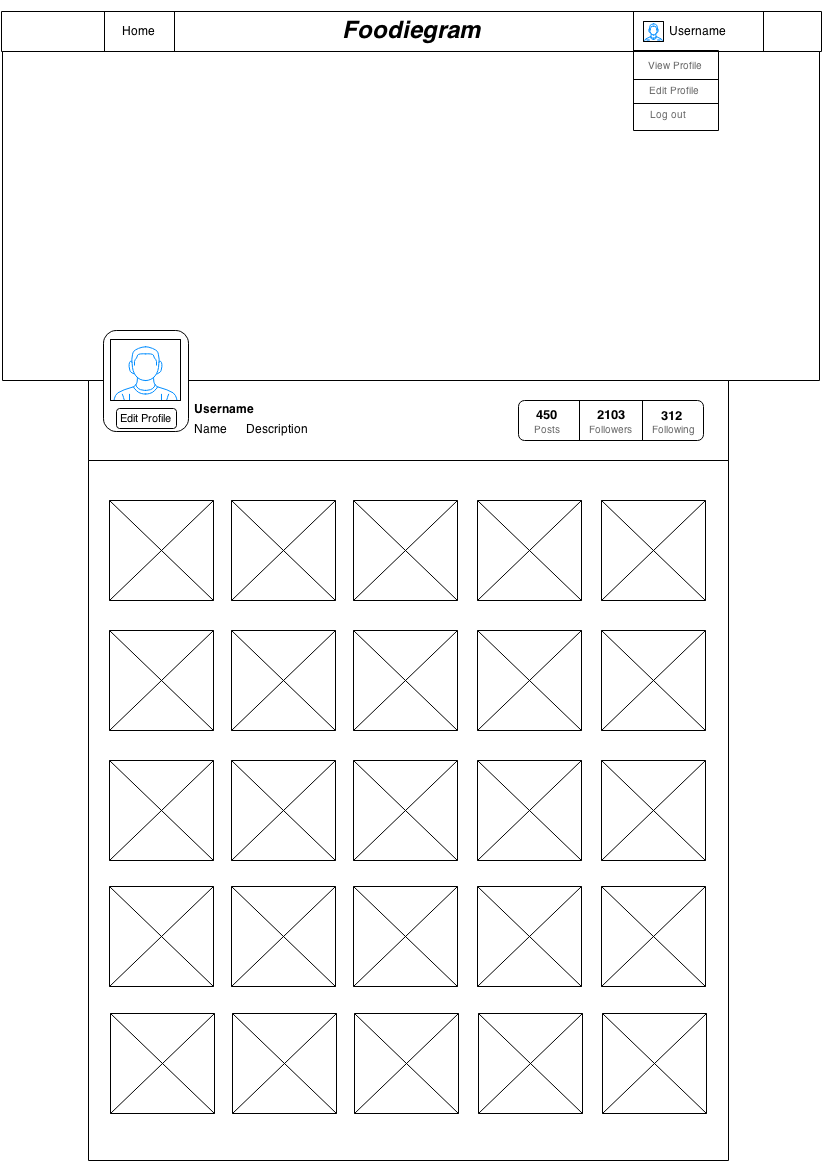 Home
Foodiegram
Username
View Profile
Edit Profile
Log out
Edit Profile
Username
Name Description
450 2103 312
Posts Followers Following